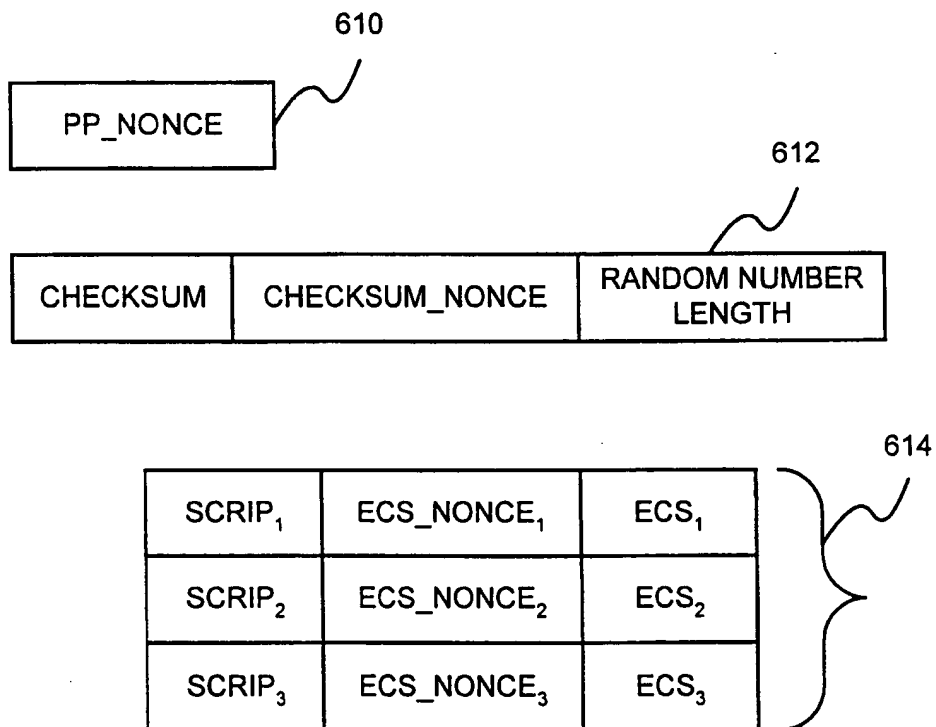 610
PP_NONCE
612
CHECKSUM CHECKSUM_NONCE RANDOM NUMBER
LENGTH
614
SCRIP₁ ECS_NONCE₁ ECS₁
SCRIP₂ ECS_NONCE₂ ECS₂
SCRIP₃ ECS_NONCE₃ ECS₃